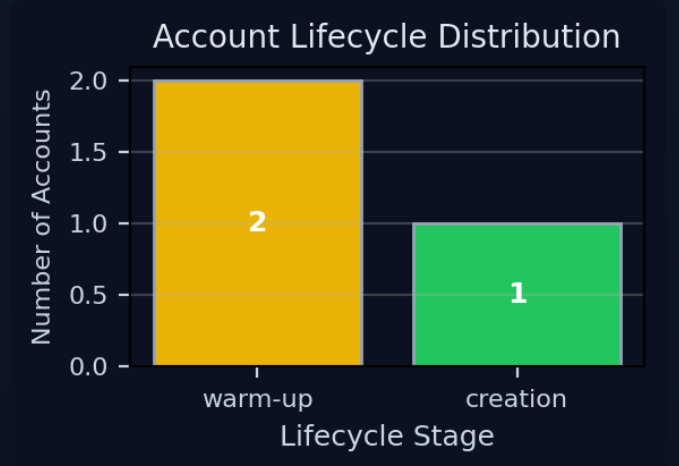 Account Lifecycle Distribution
Number of Accounts
2.0
1.5
1.0
0.5
0.0
2
1
warm-up
creation
Lifecycle Stage